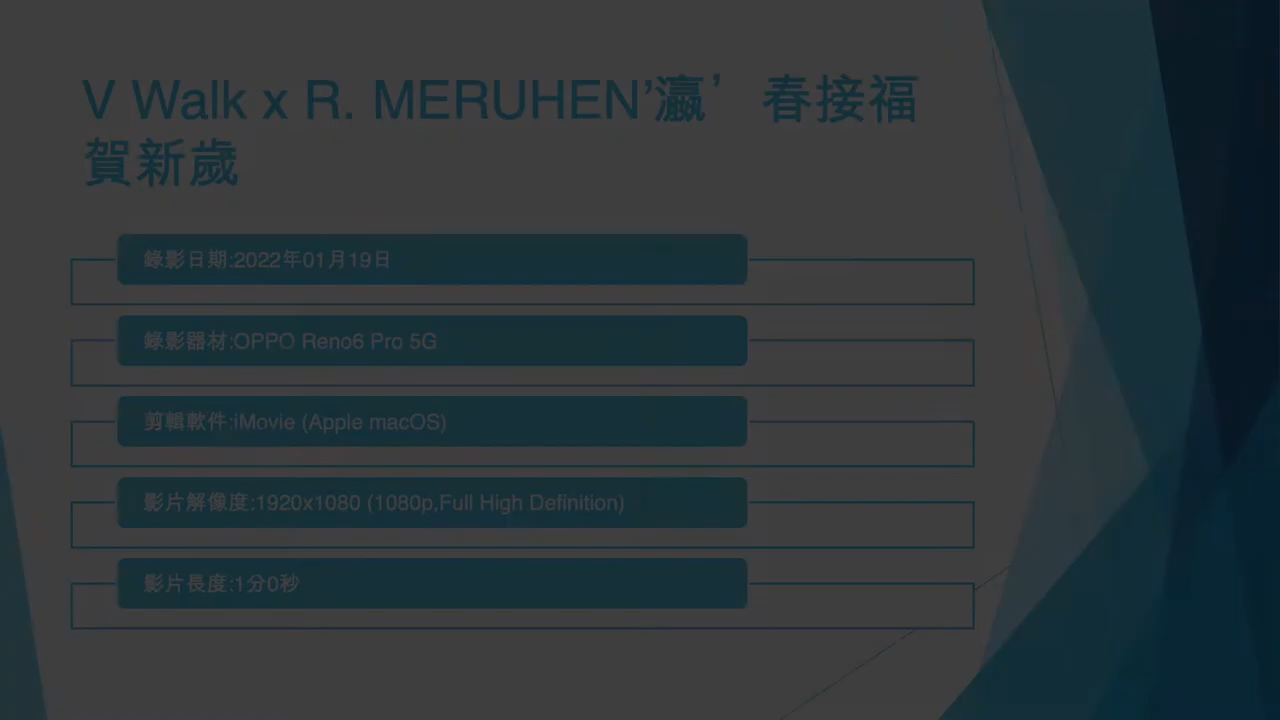 V Walk x R. MERUHEN’瀛’春接福
賀新歲
錄影日期:2022年01月19日
錄影器材:OPPO Reno6 Pro 5G
剪輯軟件:iMovie (Apple macOS)
影片解像度:1920x1080 (1080p,Full High Definition)
影片長度:1分0秒